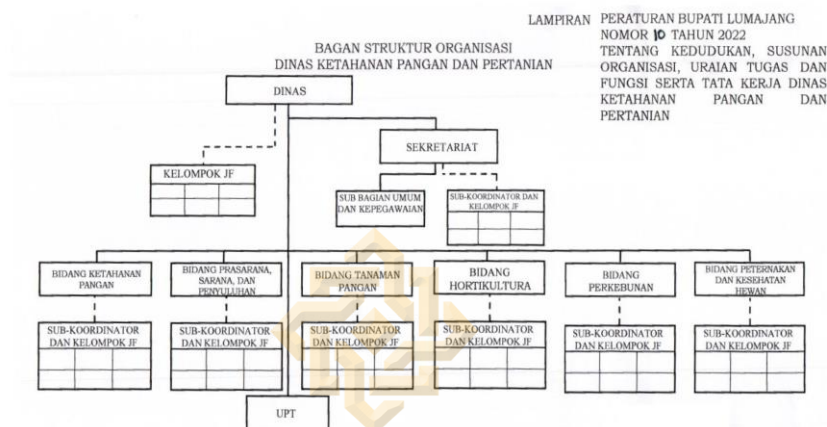 LAMPIRAN PERATURAN BUPATI LUMAJANG
NOMOR 10 TAHUN 2022
TENTANG KEDUDUKAN, SUSUNAN
ORGANISASI, URAIAN TUGAS DAN
FUNGSI SERTA TATA KERJA DINAS
KETAHANAN PANGAN DAN
PERTANIAN
BAGAN STRUKTUR ORGANISASI
DINAS KETAHANAN PANGAN DAN PERTANIAN
DINAS
SEKRETARIAT
KELOMPOK JF
SUB BAGIAN UMUM
DAN KEPEGAWAIAN
SUB-KOORDINATOR DAN
KELOMPOK JF
BIDANG KETAHANAN
PANGAN
BIDANG PRASARANA,
SARANA, DAN
PENYULUHAN
BIDANG TANAMAN
PANGAN
BIDANG
HORTIKULTURA
BIDANG
PERKEBUNAN
BIDANG PETERNAKAN
DAN KESEHATAN
HEWAN
SUB-KOORDINATOR
DAN KELOMPOK JF
SUB-KOORDINATOR
DAN KELOMPOK JF
SUB-KOORDINATOR
DAN KELOMPOK JF
SUB-KOORDINATOR
DAN KELOMPOK JF
SUB-KOORDINATOR
DAN KELOMPOK JF
SUB-KOORDINATOR
DAN KELOMPOK JF
UPT